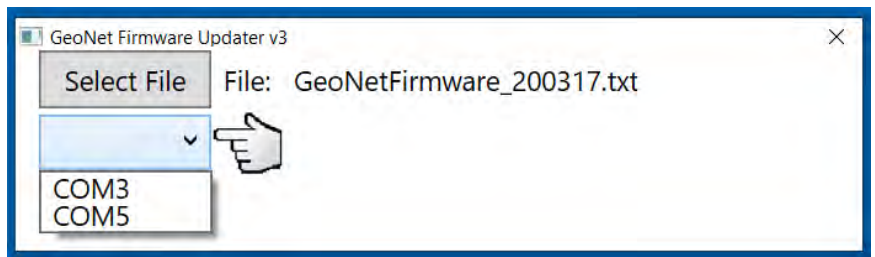 GeoNet Firmware Updater v3
Select File File: GeoNetFirmware_200317.txt
COM3
COM5